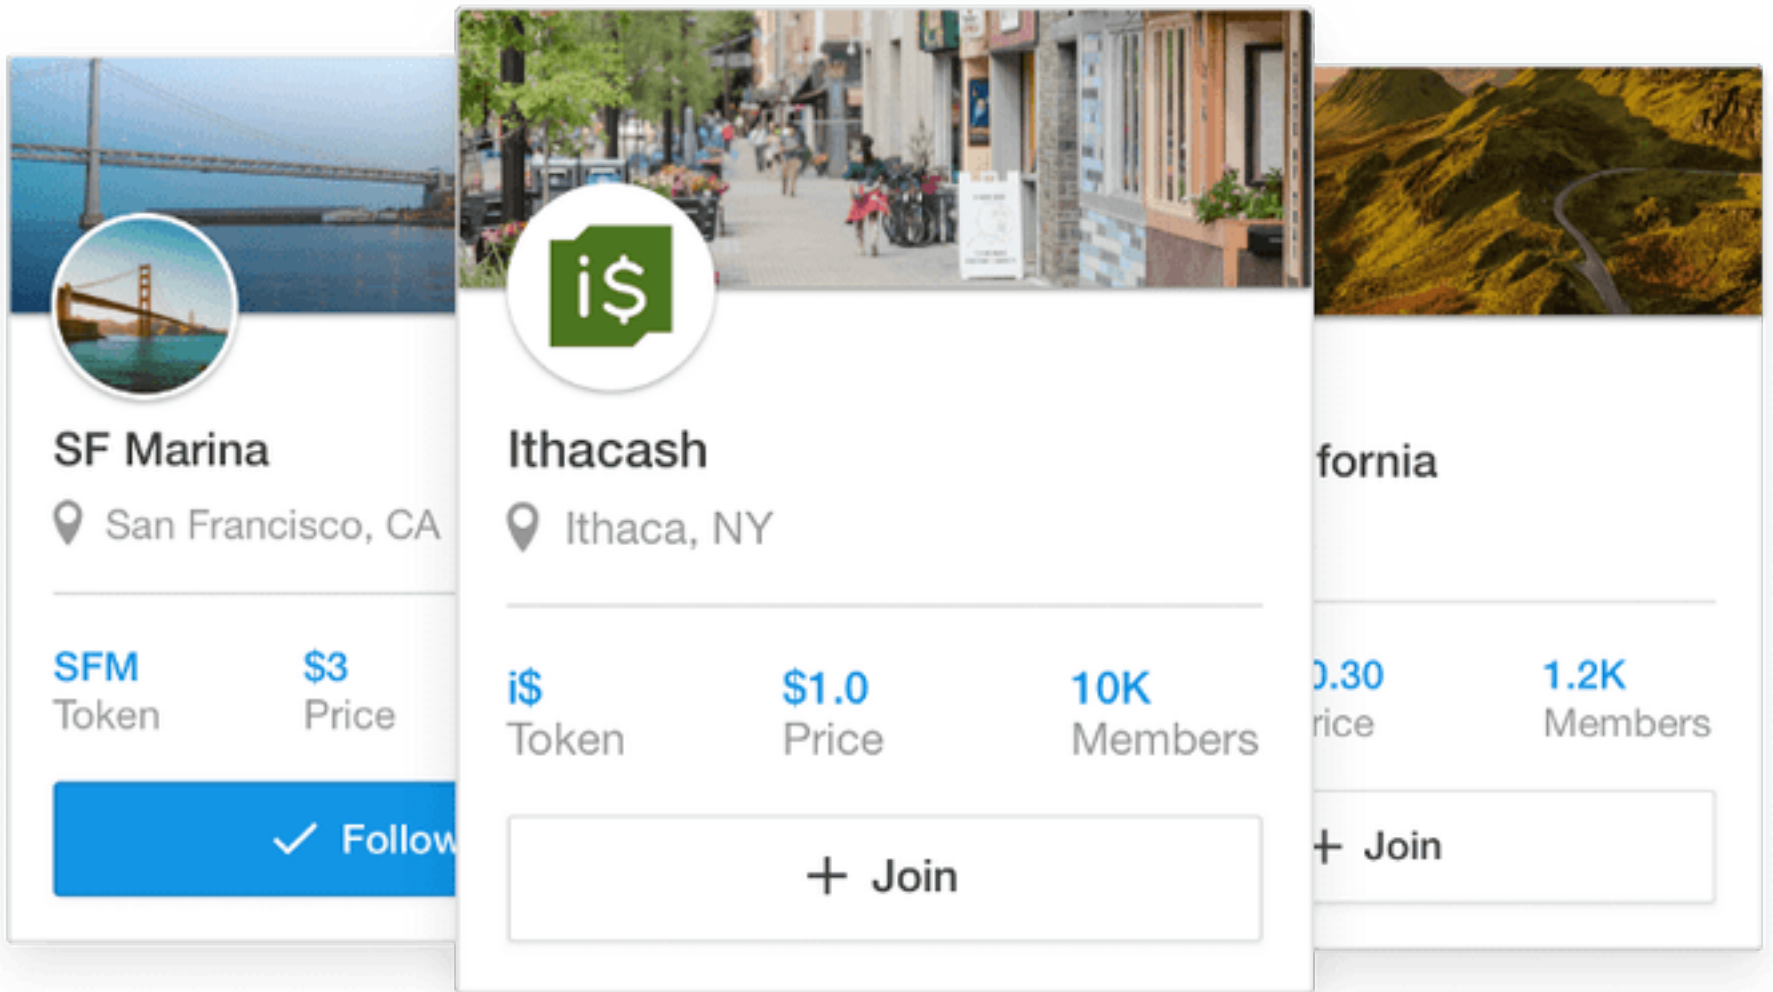 SF Marina
San Francisco, CA
SFM
Token
$3
Price
Follow
i$
Ithacash
Ithaca, NY
i$
Token
$1.0
Price
10K
Members
+ Join
fornia
0.30
rice
1.2K
Members
+ Join